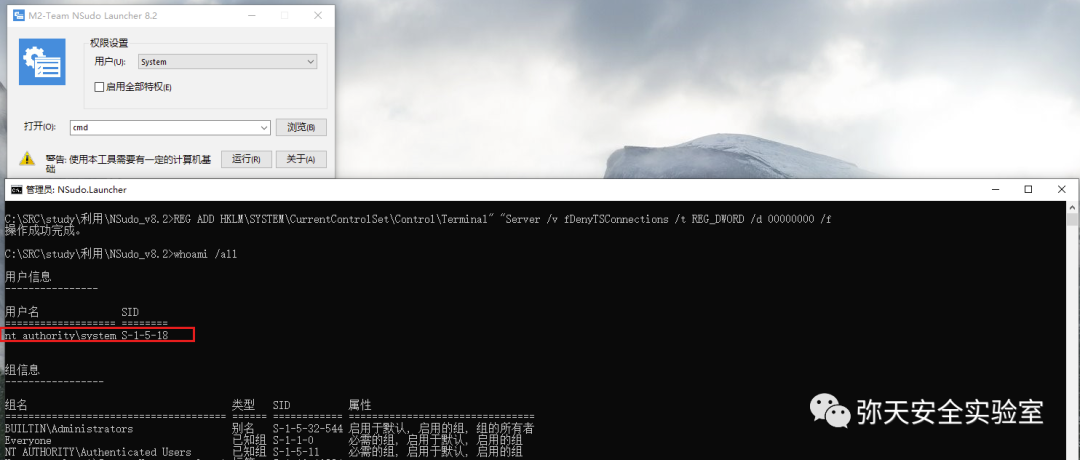 M2-Team NSudo Launcher 8.2
权限设置
用户(U): System
启用全部特权(E)
打开(O): cmd 浏览(B)
警告: 使用本工具需要有一定的计算机基
础
运行(R) 关于(A)
管理员: NSudo.Launcher
C:\SRC\study\利用\NSudo_v8.2>REG ADD HKLM\SYSTEM\CurrentControlSet\Control\Terminal" "Server /v fDenyTSConnections /t REG_DWORD /d 00000000 /f
操作成功完成。
C:\SRC\study\利用\NSudo_v8.2>whoami /all
用户信息
----------------
用户名 SID
=================== ========
nt authority\system S-1-5-18
组信息
-----------------
组名 类型 SID 属性
====================================== ====== ============ ================================
BUILTIN\Administrators 别名 S-1-5-32-544 启用于默认, 启用的组, 组的所有者
Everyone 已知组 S-1-1-0 必需的组, 启用于默认, 启用的组
NT AUTHORITY\Authenticated Users 已知组 S-1-5-11 必需的组, 启用于默认, 启用的组
弥天安全实验室